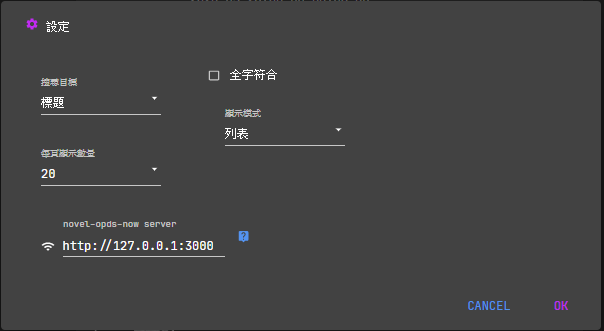 設定
搜尋目標
標題
全字符合
顯示模式
列表
每頁顯示數量
20
novel-opds-now server
http://127.0.0.1:3000
CANCEL
OK